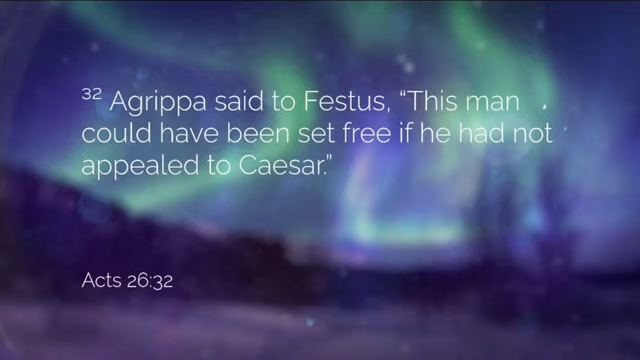 32 Agrippa said to Festus, “This man
could have been set free if he had not
appealed to Caesar.”
Acts 26:32